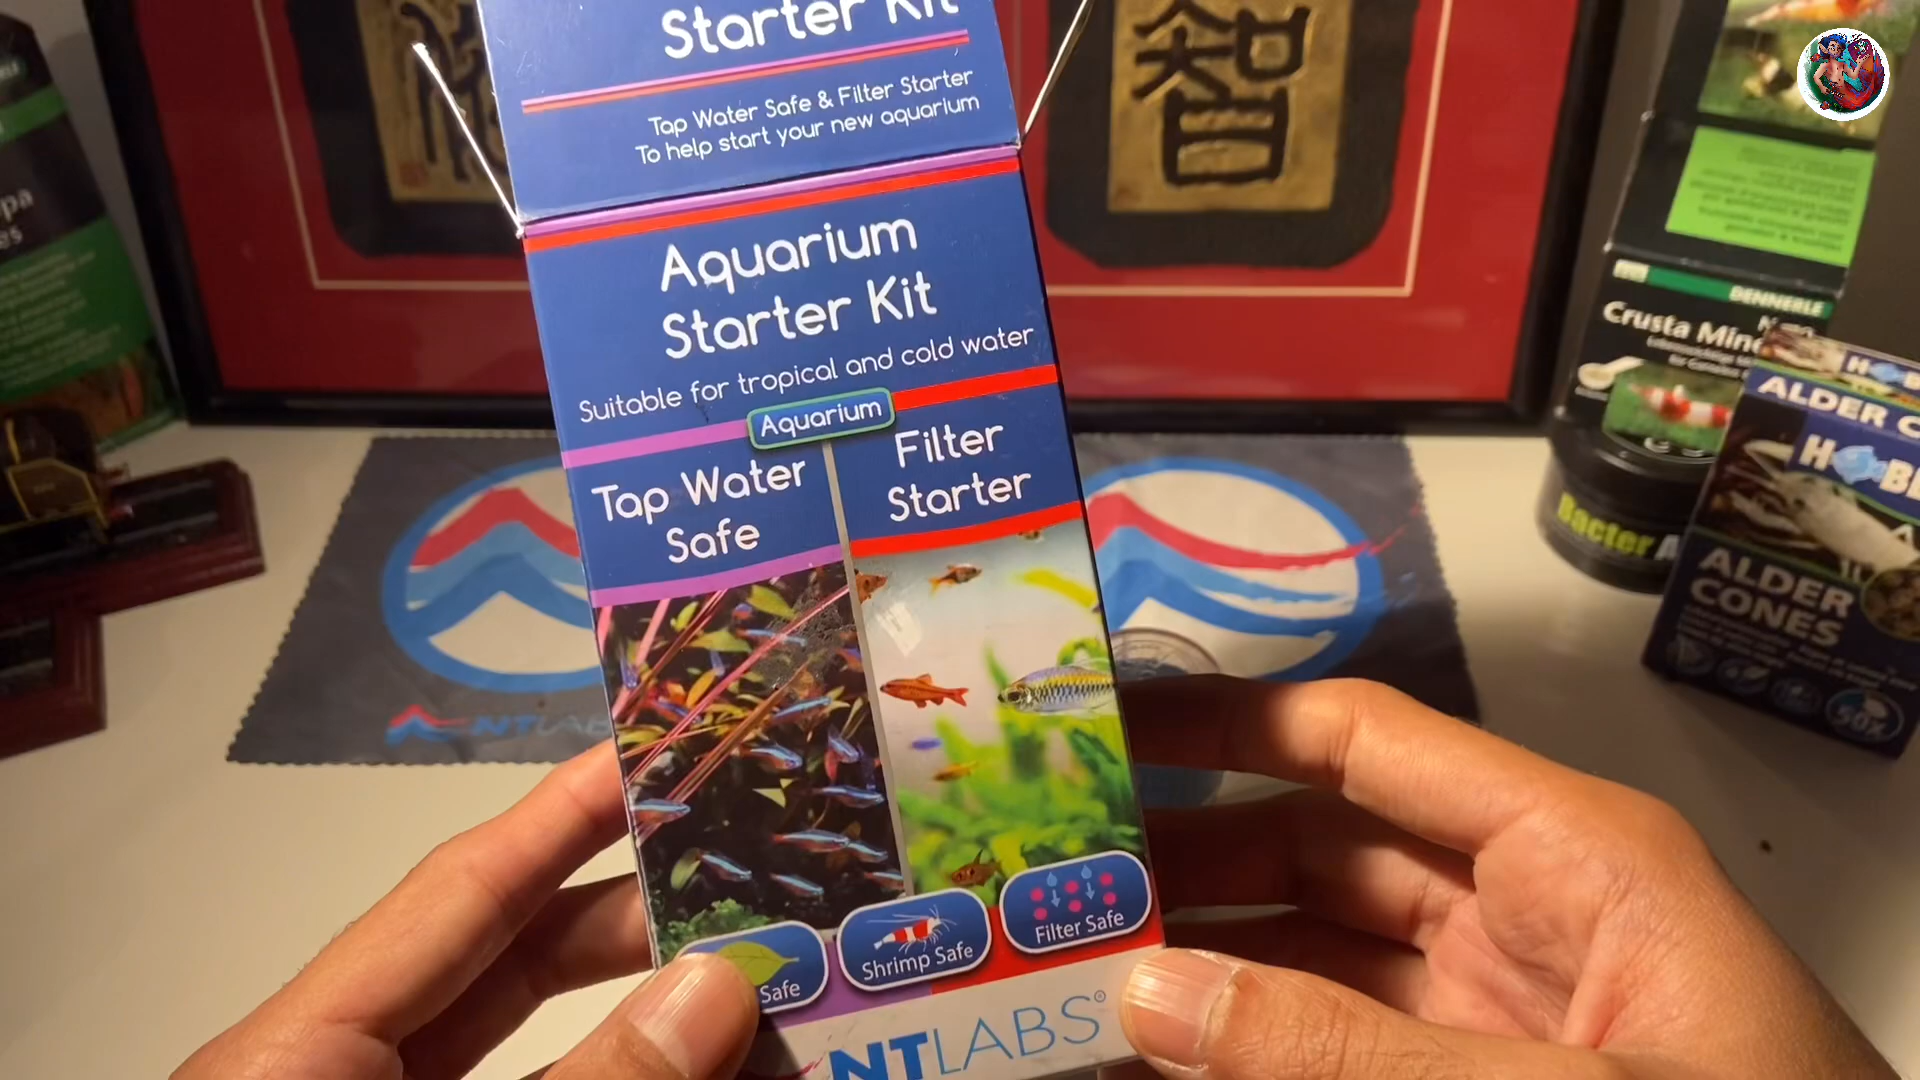 Starter Kit
Tap Water Safe & Filter Starter
To help start your new aquarium
Aquarium
Starter Kit
Suitable for tropical and cold water
Aquarium
Tap Water
Safe
Filter
Starter
Safe
Shrimp Safe
Filter Safe
NTLABS®
NTLABS
智
DENNERLE
Crusta
Bacter
ALDER
ALDER
CONES